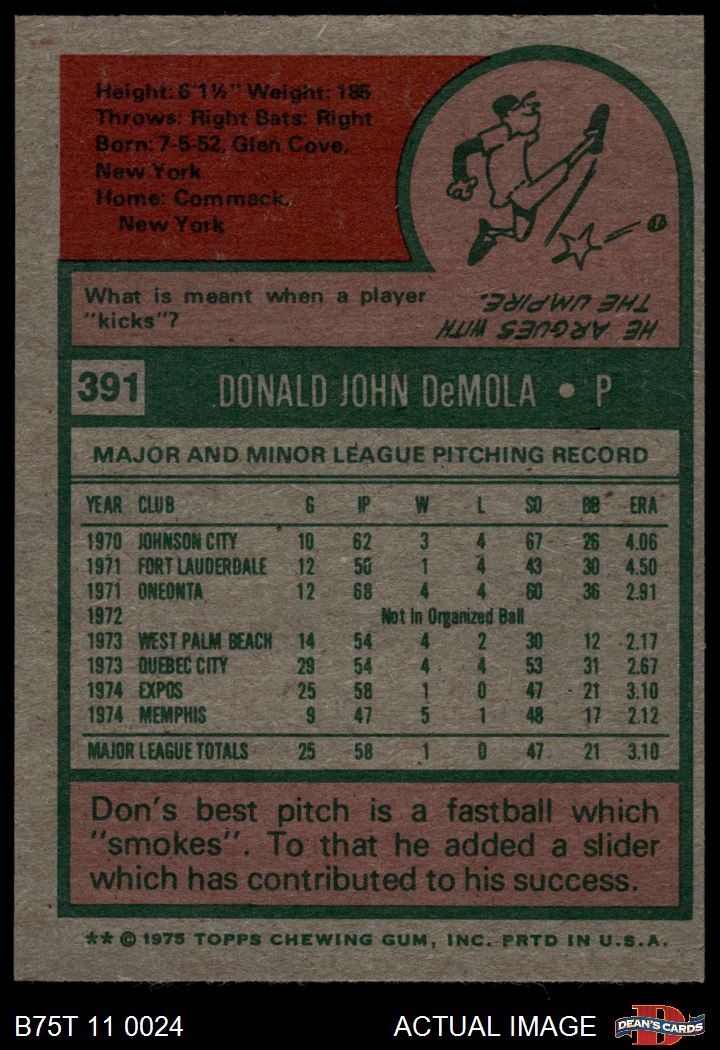 Height: 6'1½" Weight: 185
Throws: Right Bats: Right
Born: 7-5-52, Glen Cove,
New York
Home: Commack,
New York
What is meant when a player
"kicks"?
HE ARGUES WITH
THE UMPIRE.
391 DONALD JOHN DeMOLA • P
MAJOR AND MINOR LEAGUE PITCHING RECORD
YEAR CLUB G IP W L SO BB ERA
1970 JOHNSON CITY 10 62 3 4 67 26 4.06
1971 FORT LAUDERDALE 12 50 1 4 43 30 4.50
1971 ONEONTA 12 68 4 4 60 36 2.91
1972 Not In Organized Ball
1973 WEST PALM BEACH 14 54 4 2 30 12 2.17
1973 QUEBEC CITY 29 54 4 4 53 31 2.67
1974 EXPOS 25 58 1 0 47 21 3.10
1974 MEMPHIS 9 47 5 1 48 17 2.12
MAJOR LEAGUE TOTALS 25 58 1 0 47 21 3.10
Don's best pitch is a fastball which
"smokes". To that he added a slider
which has contributed to his success.
** © 1975 TOPPS CHEWING GUM, INC. PRTD IN U.S.A.
B75T 11 0024 ACTUAL IMAGE DEAN'S CARDS